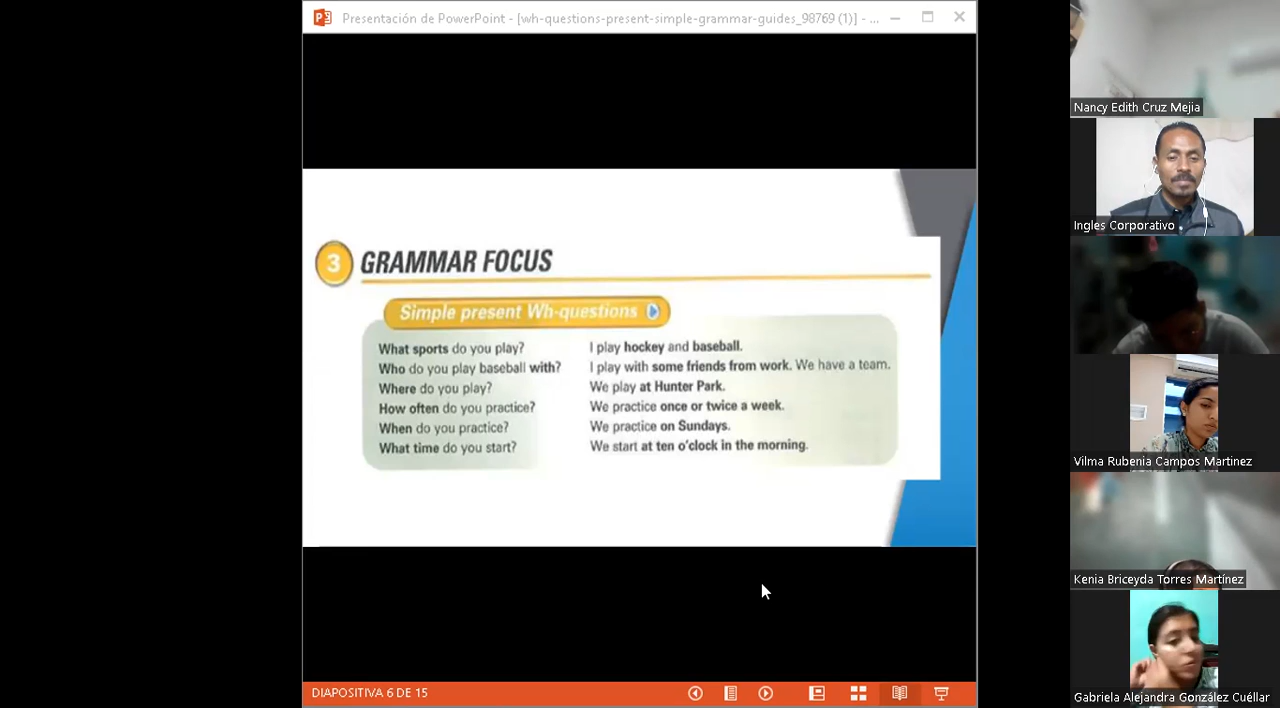 Presentación de PowerPoint - [wh-questions-present-simple-grammar-guides_98769 (1)] - ...
3 GRAMMAR FOCUS
Simple present Wh-questions
What sports do you play? I play hockey and baseball.
Who do you play baseball with? I play with some friends from work. We have a team.
Where do you play? We play at Hunter Park.
How often do you practice? We practice once or twice a week.
When do you practice? We practice on Sundays.
What time do you start? We start at ten o'clock in the morning.
DIAPOSITIVA 6 DE 15
Nancy Edith Cruz Mejia
Ingles Corporativo
Vilma Rubenia Campos Martinez
Kenia Briceyda Torres Martínez
Gabriela Alejandra González Cuéllar